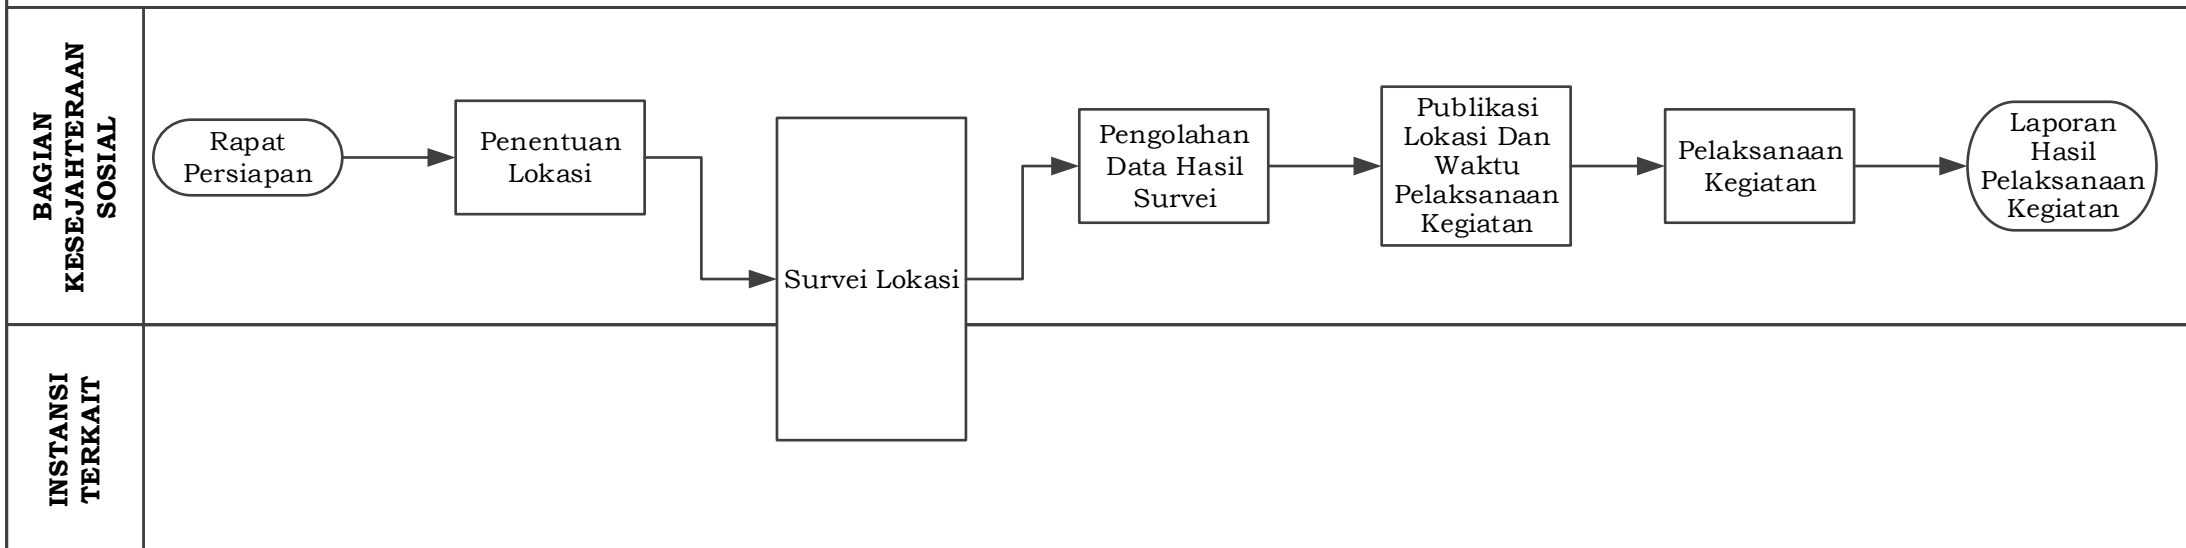 BAGIAN
KESEJAHTERAAN
SOSIAL
Rapat
Persiapan
Penentuan
Lokasi
Survei Lokasi
Pengolahan
Data Hasil
Survei
Publikasi
Lokasi Dan
Waktu
Pelaksanaan
Kegiatan
Pelaksanaan
Kegiatan
Laporan
Hasil
Pelaksanaan
Kegiatan
INSTANSI
TERKAIT